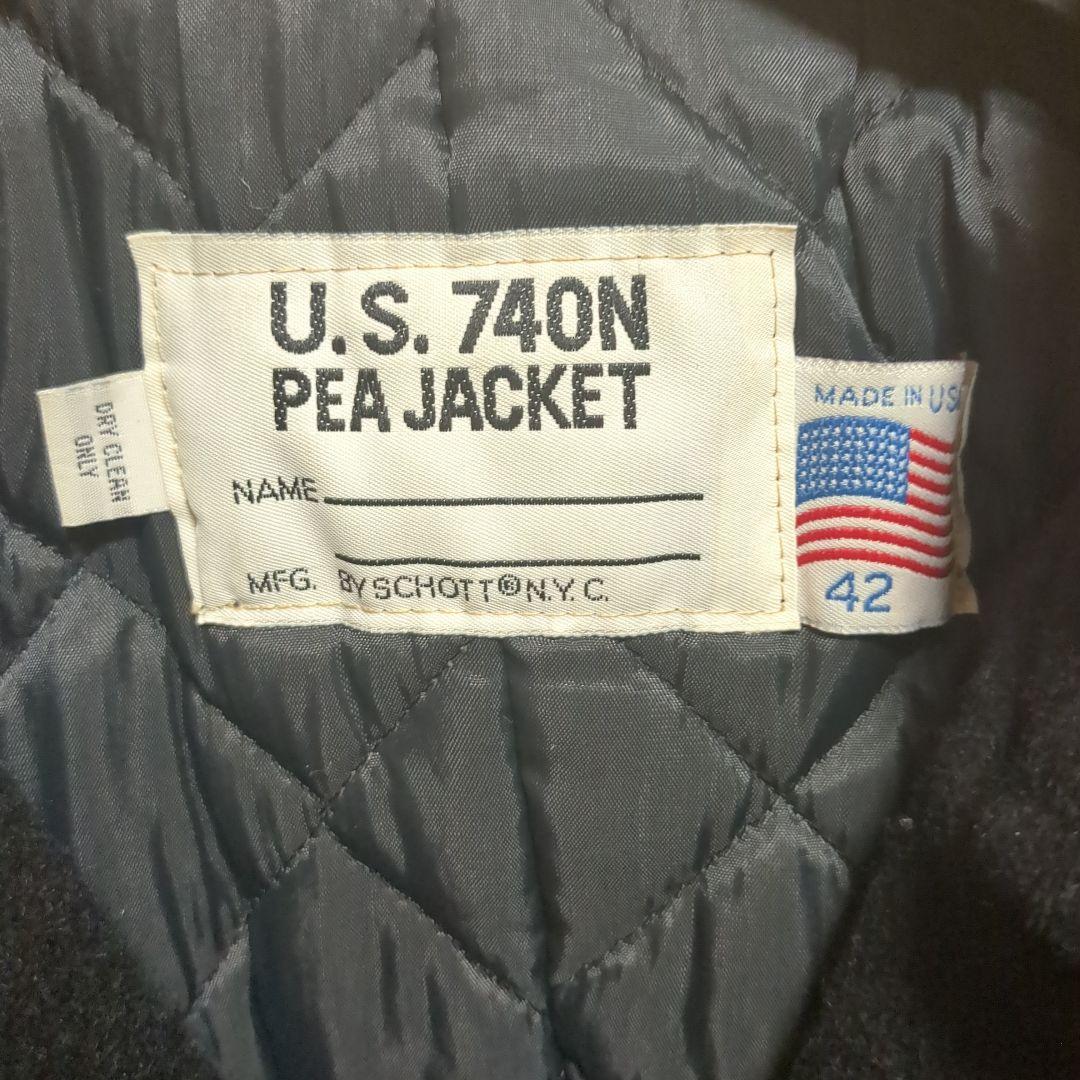 U.S. 740N
PEA JACKET
NAME
MFG. BY SCHOTT® N.Y.C.
DRY CLEAN
ONLY
MADE IN USA
42